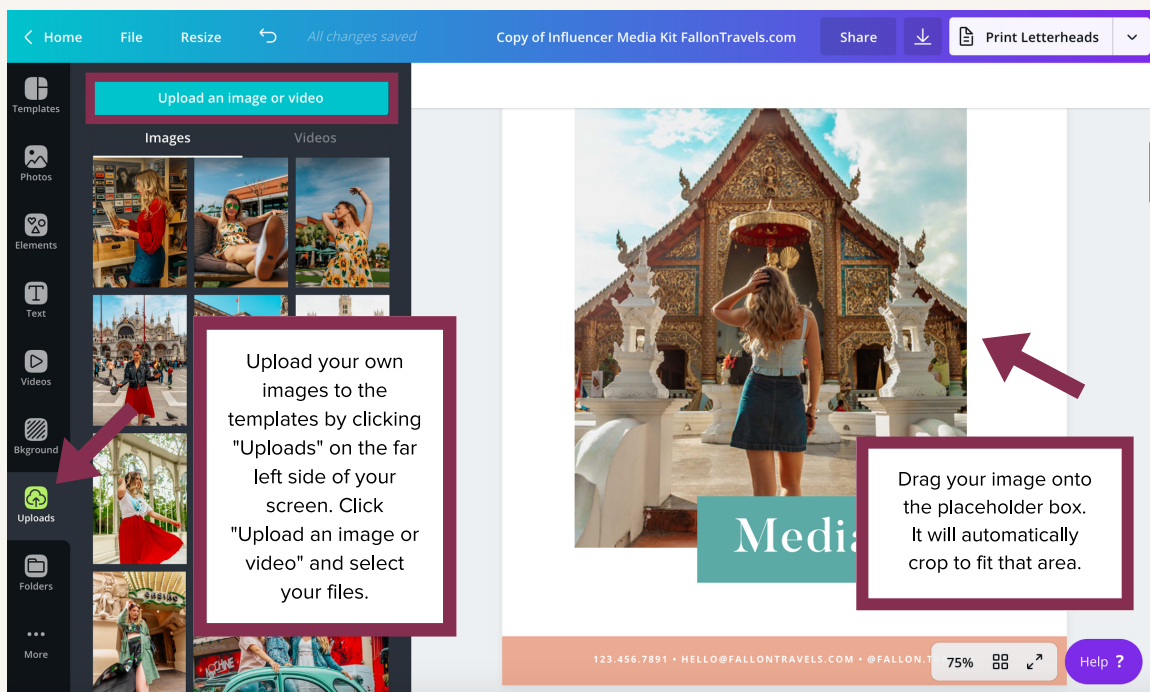 Home File Resize All changes saved Copy of Influencer Media Kit FallonTravels.com Share Print Letterheads
Templates
Photos
Elements
Text
Videos
Bkground
Uploads
Folders
More
Upload an image or video
Images Videos
Upload your own
images to the
templates by clicking
"Uploads" on the far
left side of your
screen. Click
"Upload an image or
video" and select
your files.
Drag your image onto
the placeholder box.
It will automatically
crop to fit that area.
Medi
123.456.7891 • HELLO@FALLONTRAVELS.COM • @FALLON.T
75%
Help ?